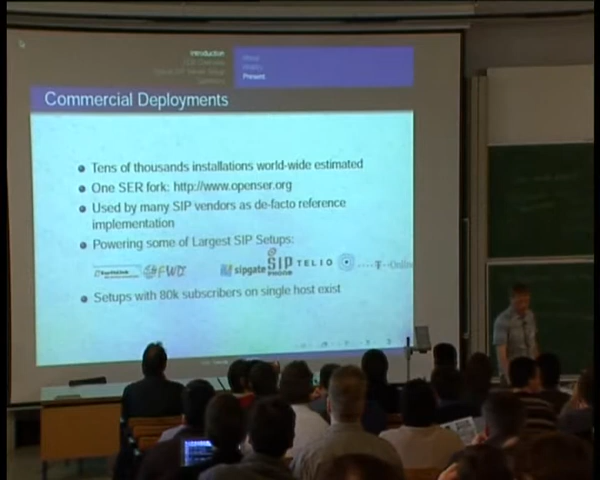 Introduction
Present
Commercial Deployments
Tens of thousands installations world-wide estimated
One SER fork: http://www.openser.org
Used by many SIP vendors as de-facto reference
implementation
Powering some of Largest SIP Setups:
FWD
sipgate
SIP
PHONE
TELIO
T-Online
Setups with 80k subscribers on single host exist